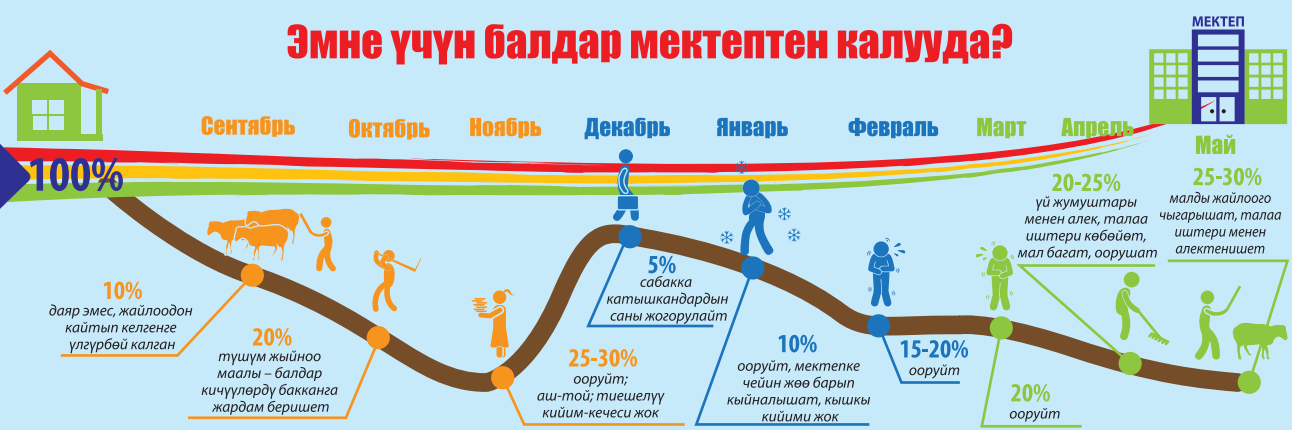 Эмне үчүн балдар мектептен калууда?
МЕКТЕП
Сентябрь
Октябрь
Ноябрь
Декабрь
Январь
Февраль
Март
Апрель
Май
100%
10%
даяр эмес, жайлоодон
кайтып келгенге
үлгүрбөй калган
20%
түшүм жыйноо
маалы – балдар
кичүүлөрдү бакканга
жардам беришет
25-30%
ооруйт;
аш-той; тиешелүү
кийим-кечеси жок
5%
сабакка
катышкандардын
саны жогорулайт
10%
ооруйт, мектепке
чейин жөө барып
кыйналышат, кышкы
кийими жок
15-20%
ооруйт
20%
ооруйт
20-25%
үй жумуштары
менен алек, талаа
иштери көбөйөт,
мал багат, оорушат
25-30%
малды жайлоого
чыгарышат, талаа
иштери менен
алектенишет